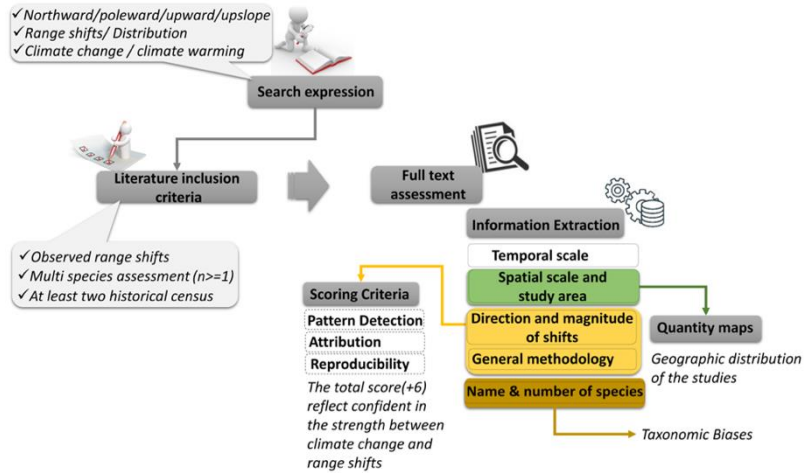 ✓Northward/poleward/upward/upslope
✓Range shifts/ Distribution
✓Climate change / climate warming
Search expression
Literature inclusion
criteria
✓Observed range shifts
✓Multi species assessment (n>=1)
✓At least two historical census
Full text
assessment
Information Extraction
Temporal scale
Spatial scale and
study area
Direction and magnitude
of shifts
General methodology
Name & number of species
Scoring Criteria
Pattern Detection
Attribution
Reproducibility
The total score(+6)
reflect confident in
the strength between
climate change and
range shifts
Quantity maps
Geographic distribution
of the studies
Taxonomic Biases